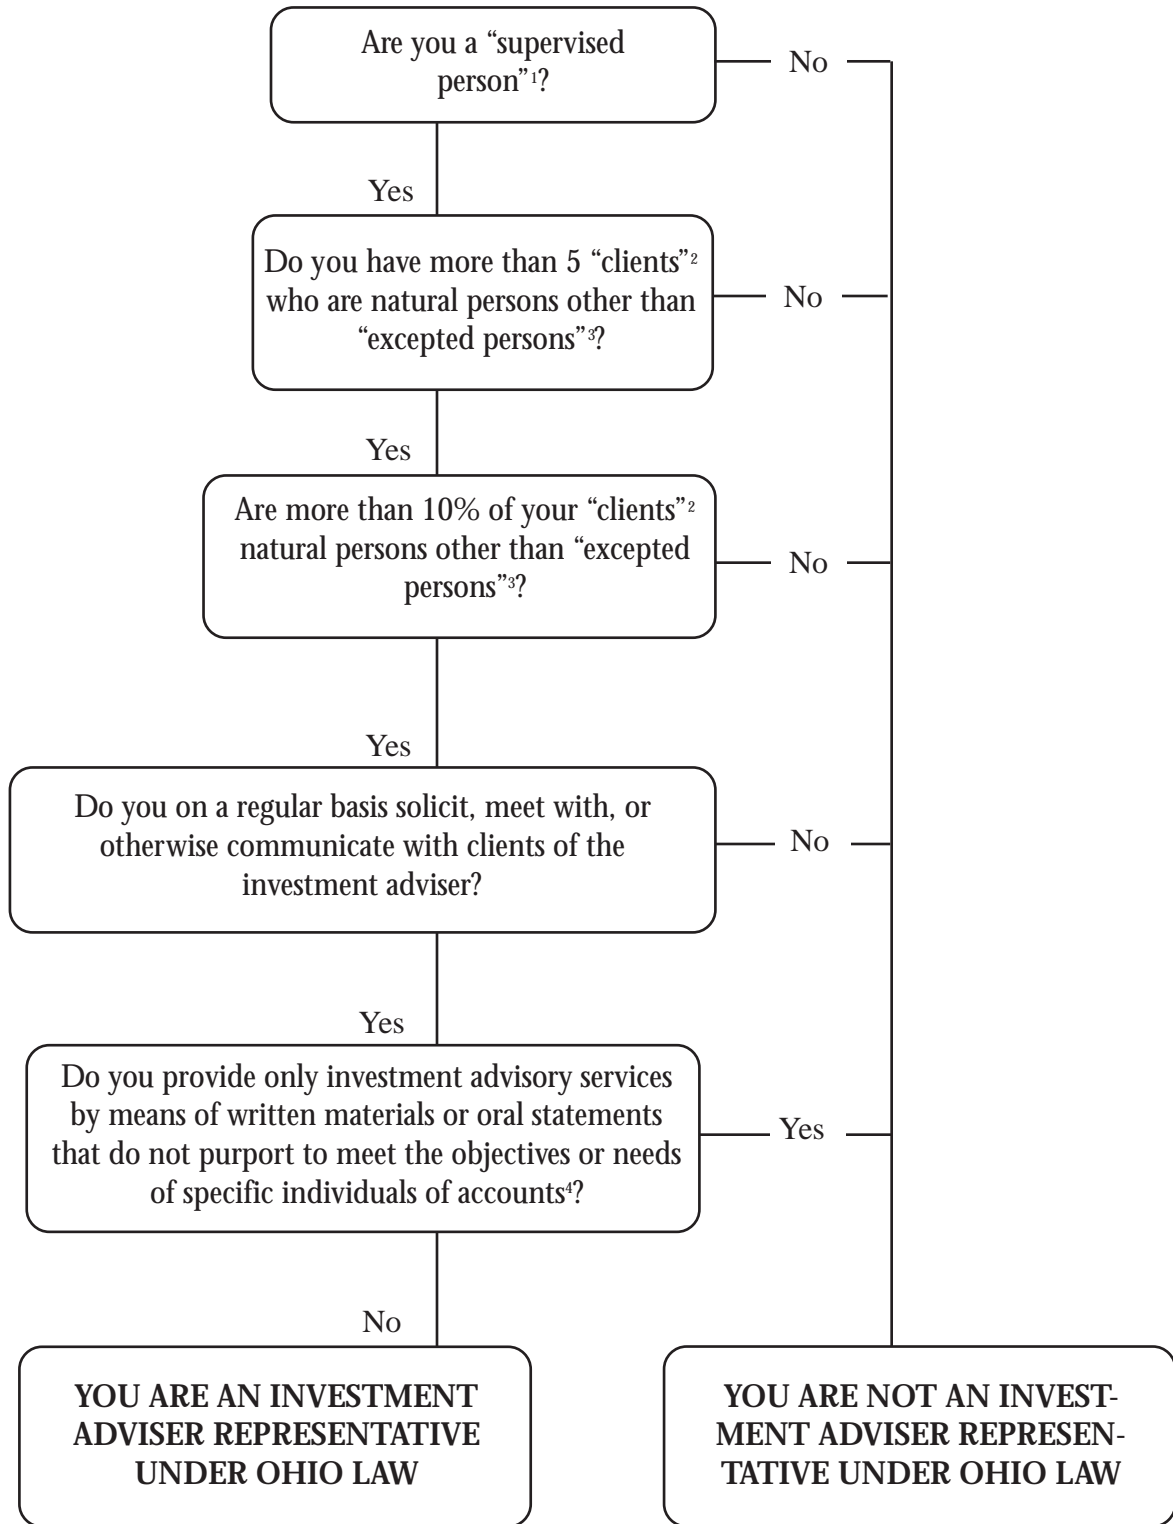 Are you a “supervised
person”¹?
No
Yes
Do you have more than 5 “clients”²
who are natural persons other than
“excepted persons”³?
No
Yes
Are more than 10% of your “clients”²
natural persons other than “excepted
persons”³?
No
Yes
Do you on a regular basis solicit, meet with, or
otherwise communicate with clients of the
investment adviser?
No
Yes
Do you provide only investment advisory services
by means of written materials or oral statements
that do not purport to meet the objectives or needs
of specific individuals of accounts⁴?
Yes
No
YOU ARE AN INVESTMENT
ADVISER REPRESENTATIVE
UNDER OHIO LAW
YOU ARE NOT AN INVEST-
MENT ADVISER REPRESEN-
TATIVE UNDER OHIO LAW